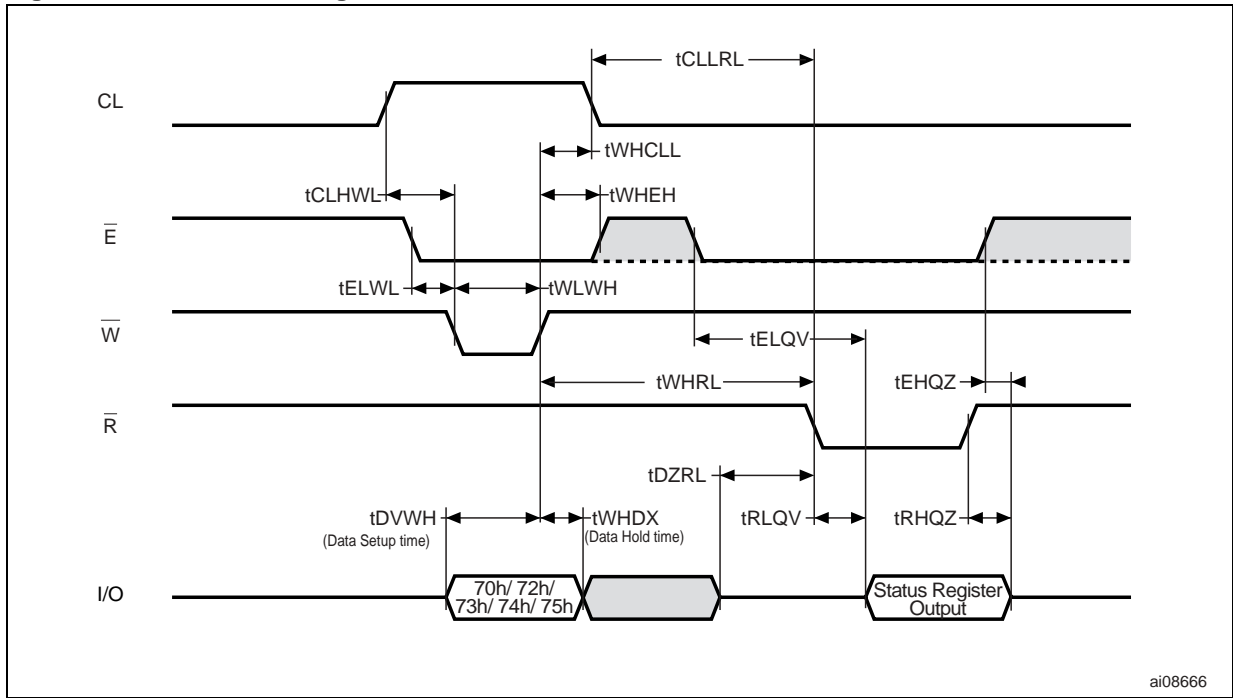 tCLLRL
CL
tWHCLL
tCLHWL
tWHEH
E
tELWL
tWLWH
W
tELQV
tWHRL
tEHQZ
R
tDZRL
tDVWH
(Data Setup time)
tWHDX
(Data Hold time)
tRLQV
tRHQZ
I/O
70h/ 72h/
73h/ 74h/ 75h
Status Register
Output
ai08666